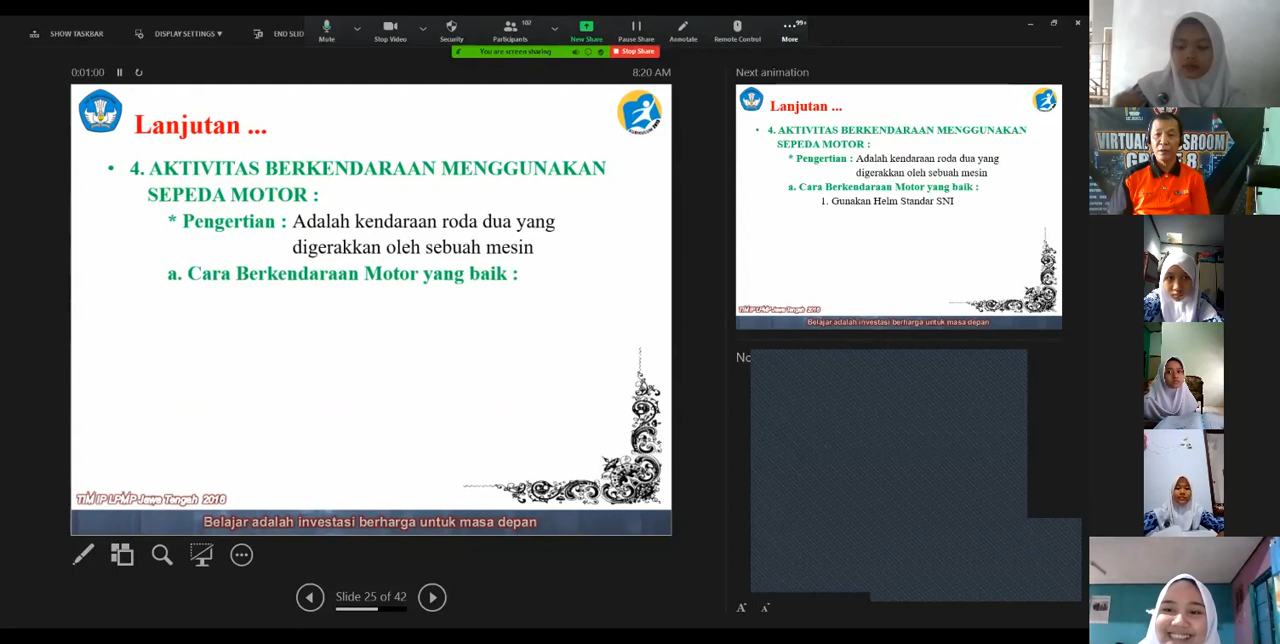 SHOW TASKBAR
DISPLAY SETTINGS ▼
END SLID
Mute
Stop Video
Security
Participants
102
New Share
Pause Share
Annotate
Remote Control
99+
More
You are screen sharing
Stop Share
0:01:00
8:20 AM
Lanjutan ...
• 4. AKTIVITAS BERKENDARAAN MENGGUNAKAN
SEPEDA MOTOR :
* Pengertian : Adalah kendaraan roda dua yang
digerakkan oleh sebuah mesin
a. Cara Berkendaraan Motor yang baik :
TIM IP LPMP Jawa Tengah 2016
Belajar adalah investasi berharga untuk masa depan
Slide 25 of 42
Next animation
Lanjutan ...
• 4. AKTIVITAS BERKENDARAAN MENGGUNAKAN
SEPEDA MOTOR :
* Pengertian : Adalah kendaraan roda dua yang
digerakkan oleh sebuah mesin
a. Cara Berkendaraan Motor yang baik :
1. Gunakan Helm Standar SNI
TIM IP LPMP Jawa Tengah 2016
Belajar adalah investasi berharga untuk masa depan
No
A A
VIRTUAL CLASSROOM